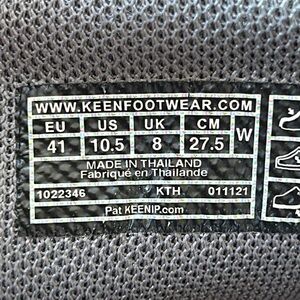 WWW.KEENFOOTWEAR.COM
EU US UK CM W
41 10.5 8 27.5
MADE IN THAILAND
Fabriqué en Thaïlande
1022346 KTH 011121
Pat KEENIP.com